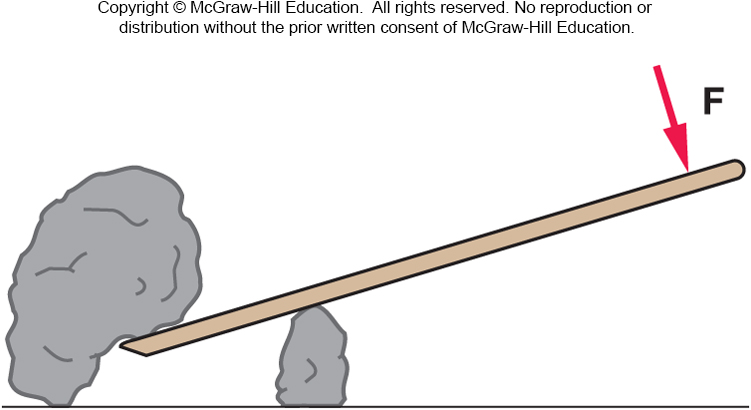 Copyright © McGraw-Hill Education.  All rights reserved. No reproduction or
distribution without the prior written consent of McGraw-Hill Education.
F